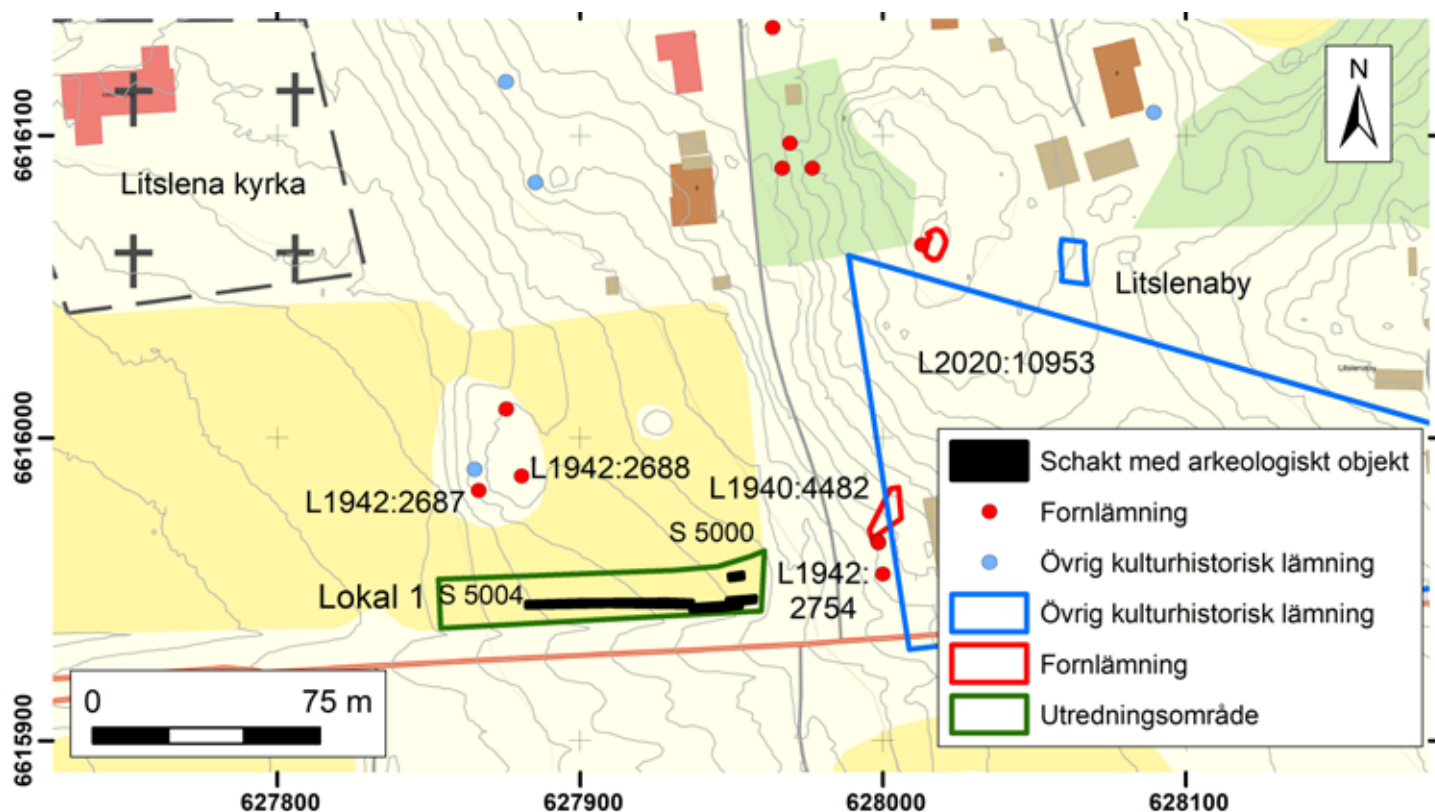 N
6616100
Litslena kyrka
Litslenaby
L2020:10953
Litslenaby
6616000
L1942:2688
L1942:2687
L1940:4482
S 5000
L1942:
2754
Lokal 1
S 5004
Schakt med arkeologiskt objekt
Fornlämning
Övrig kulturhistorisk lämning
Övrig kulturhistorisk lämning
Fornlämning
Utredningsområde
0 75 m
6615900
627800 627900 628000 628100